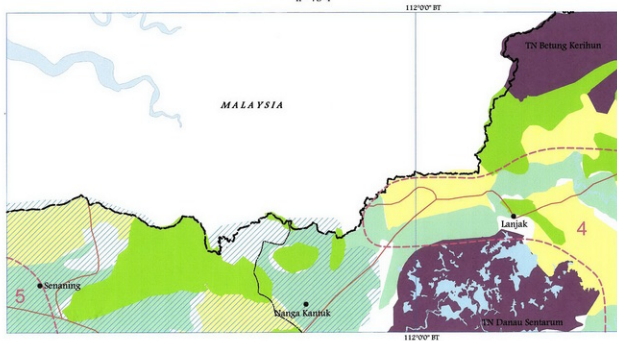 112°0'0" BT
TN Betung Kerihun
MALAYSIA
Lanjak
4
Senaning
5
Nanga Kantuk
TN Danau Sentarum
112°0'0" BT